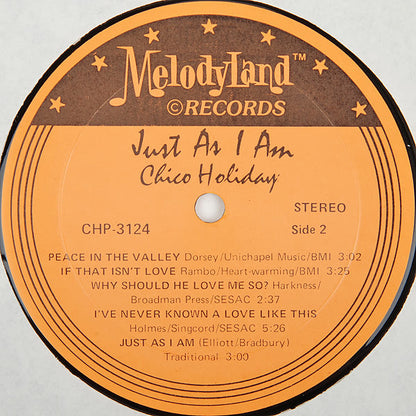 MelodyLand™
©RECORDS
Just As I Am
Chico Holiday
STEREO
CHP-3124 Side 2
PEACE IN THE VALLEY Dorsey/Unichapel Music/BMI 3:02
IF THAT ISN'T LOVE Rambo/Heart-warming/BMI 3:25
WHY SHOULD HE LOVE ME SO? Harkness/
Broadman Press/SESAC 2:37
I'VE NEVER KNOWN A LOVE LIKE THIS
Holmes/Singcord/SESAC 5:26
JUST AS I AM (Elliott/Bradbury)
Traditional 3:00